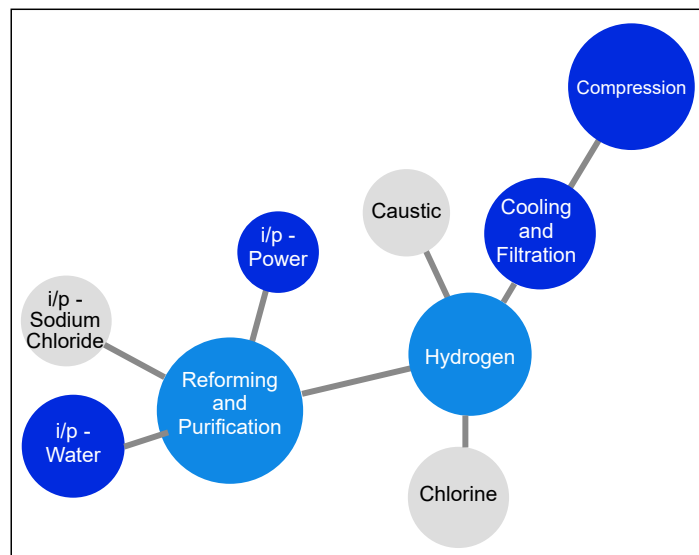 Compression
Caustic
Cooling
and
Filtration
i/p -
Power
i/p -
Sodium
Chloride
Hydrogen
Reforming
and
Purification
i/p -
Water
Chlorine